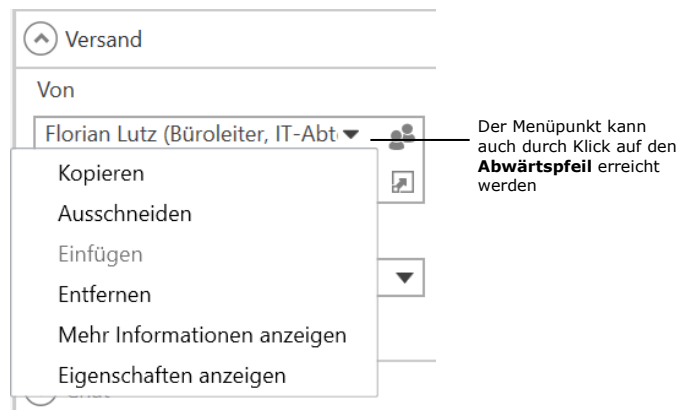 Versand
Von
Florian Lutz (Büroleiter, IT-Abt
Der Menüpunkt kann
auch durch Klick auf den
Abwärtspfeil erreicht
werden
Kopieren
Ausschneiden
Einfügen
Entfernen
Mehr Informationen anzeigen
Eigenschaften anzeigen